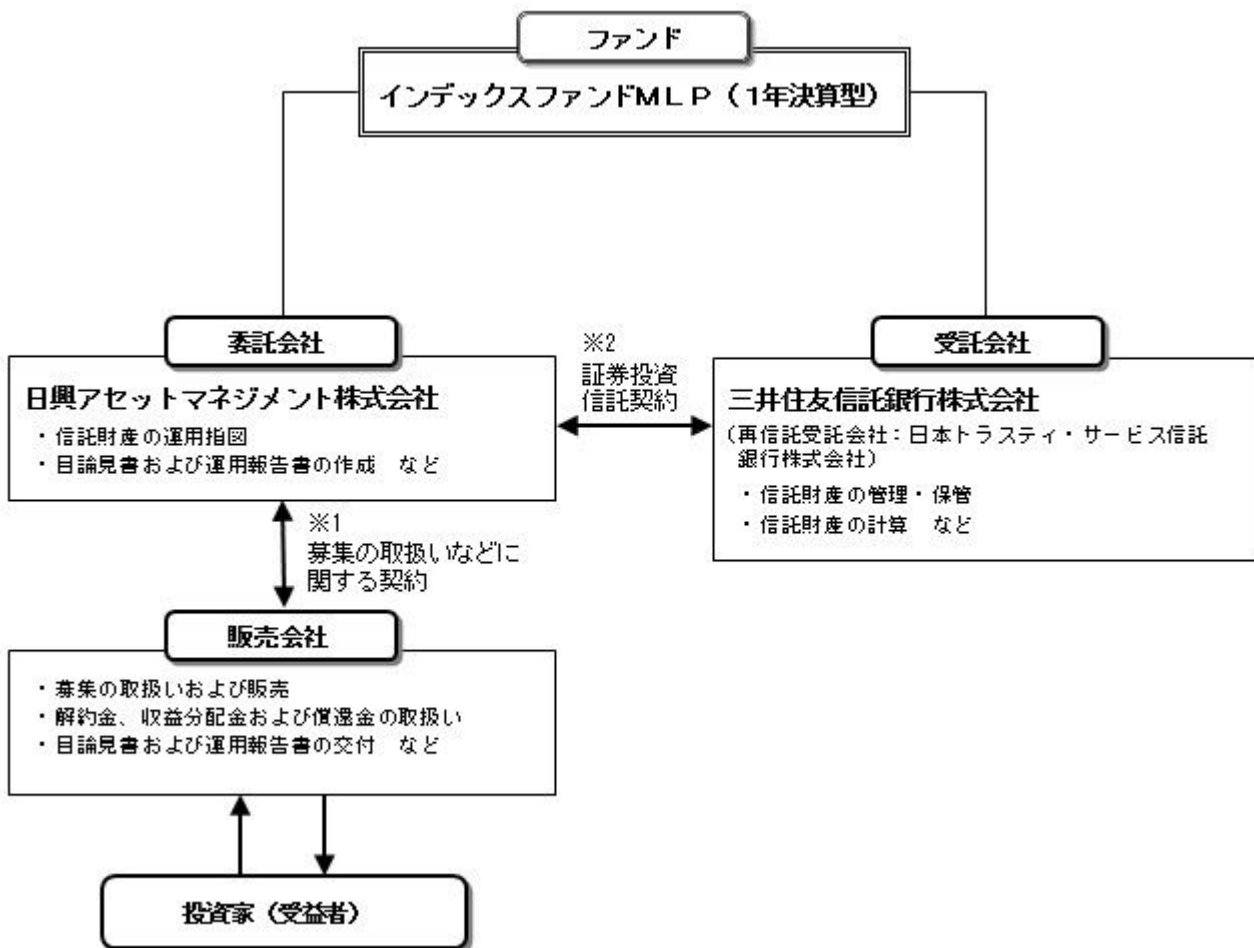 ファンド
インデックスファンドMLP（1年決算型）
委託会社
日興アセットマネジメント株式会社
・信託財産の運用指図
・目論見書および運用報告書の作成　など
※2
証券投資
信託契約
受託会社
三井住友信託銀行株式会社
（再信託受託会社：日本トラスティ・サービス信託
銀行株式会社）
・信託財産の管理・保管
・信託財産の計算　など
※1
募集の取扱いなどに
関する契約
販売会社
・募集の取扱いおよび販売
・解約金、収益分配金および償還金の取扱い
・目論見書および運用報告書の交付　など
投資家（受益者）